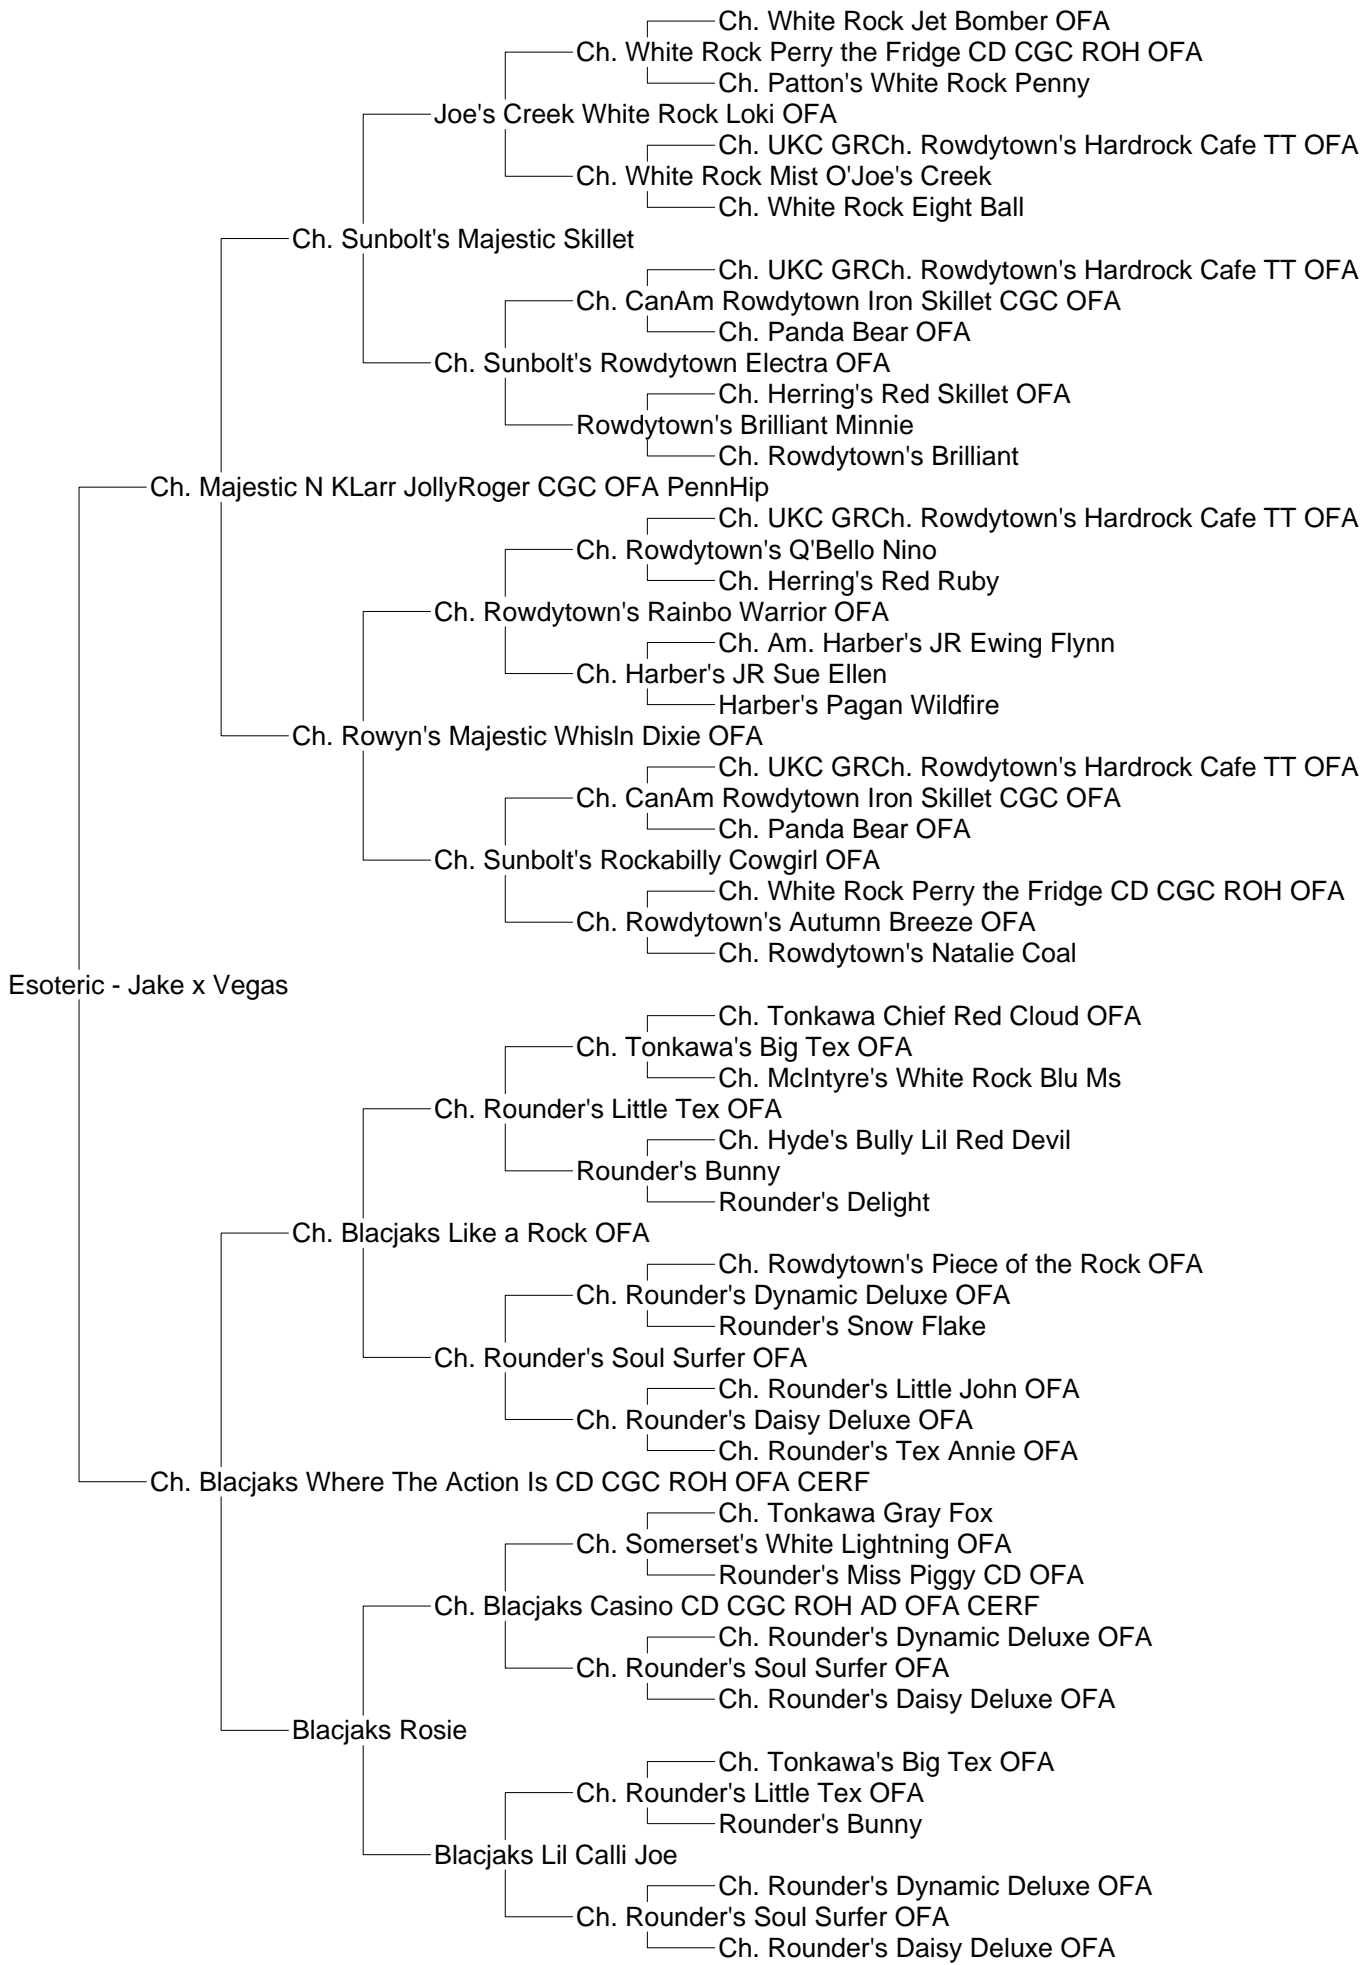 Ch. White Rock Jet Bomber OFA
Ch. White Rock Perry the Fridge CD CGC ROH OFA
Ch. Patton's White Rock Penny
Joe's Creek White Rock Loki OFA
Ch. UKC GRCh. Rowdytown's Hardrock Cafe TT OFA
Ch. White Rock Mist O'Joe's Creek
Ch. White Rock Eight Ball
Ch. Sunbolt's Majestic Skillet
Ch. UKC GRCh. Rowdytown's Hardrock Cafe TT OFA
Ch. CanAm Rowdytown Iron Skillet CGC OFA
Ch. Panda Bear OFA
Ch. Sunbolt's Rowdytown Electra OFA
Ch. Herring's Red Skillet OFA
Rowdytown's Brilliant Minnie
Ch. Rowdytown's Brilliant
Ch. Majestic N KLarr JollyRoger CGC OFA PennHip
Ch. UKC GRCh. Rowdytown's Hardrock Cafe TT OFA
Ch. Rowdytown's Q'Bello Nino
Ch. Herring's Red Ruby
Ch. Rowdytown's Rainbo Warrior OFA
Ch. Am. Harber's JR Ewing Flynn
Ch. Harber's JR Sue Ellen
Harber's Pagan Wildfire
Ch. Rowyn's Majestic Whisln Dixie OFA
Ch. UKC GRCh. Rowdytown's Hardrock Cafe TT OFA
Ch. CanAm Rowdytown Iron Skillet CGC OFA
Ch. Panda Bear OFA
Ch. Sunbolt's Rockabilly Cowgirl OFA
Ch. White Rock Perry the Fridge CD CGC ROH OFA
Ch. Rowdytown's Autumn Breeze OFA
Ch. Rowdytown's Natalie Coal
Esoteric - Jake x Vegas
Ch. Tonkawa Chief Red Cloud OFA
Ch. Tonkawa's Big Tex OFA
Ch. McIntyre's White Rock Blu Ms
Ch. Rounder's Little Tex OFA
Ch. Hyde's Bully Lil Red Devil
Rounder's Bunny
Rounder's Delight
Ch. Blacjaks Like a Rock OFA
Ch. Rowdytown's Piece of the Rock OFA
Ch. Rounder's Dynamic Deluxe OFA
Rounder's Snow Flake
Ch. Rounder's Soul Surfer OFA
Ch. Rounder's Little John OFA
Ch. Rounder's Daisy Deluxe OFA
Ch. Rounder's Tex Annie OFA
Ch. Blacjaks Where The Action Is CD CGC ROH OFA CERF
Ch. Tonkawa Gray Fox
Ch. Somerset's White Lightning OFA
Rounder's Miss Piggy CD OFA
Ch. Blacjaks Casino CD CGC ROH AD OFA CERF
Ch. Rounder's Dynamic Deluxe OFA
Ch. Rounder's Soul Surfer OFA
Ch. Rounder's Daisy Deluxe OFA
Blacjaks Rosie
Ch. Tonkawa's Big Tex OFA
Ch. Rounder's Little Tex OFA
Rounder's Bunny
Blacjaks Lil Calli Joe
Ch. Rounder's Dynamic Deluxe OFA
Ch. Rounder's Soul Surfer OFA
Ch. Rounder's Daisy Deluxe OFA